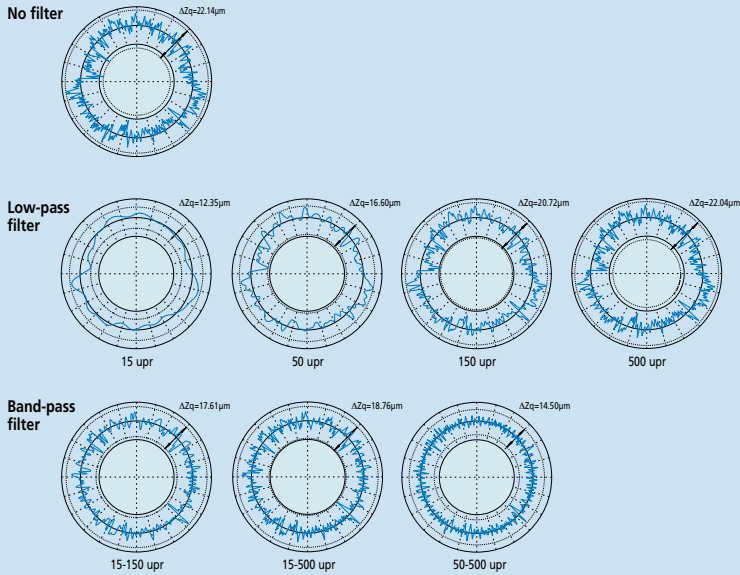 No filter
ΔZq=22.14µm
Low-pass
filter
ΔZq=12.35µm
ΔZq=16.60µm
ΔZq=20.72µm
ΔZq=22.04µm
15 upr
50 upr
150 upr
500 upr
Band-pass
filter
ΔZq=17.61µm
ΔZq=18.76µm
ΔZq=14.50µm
15-150 upr
15-500 upr
50-500 upr